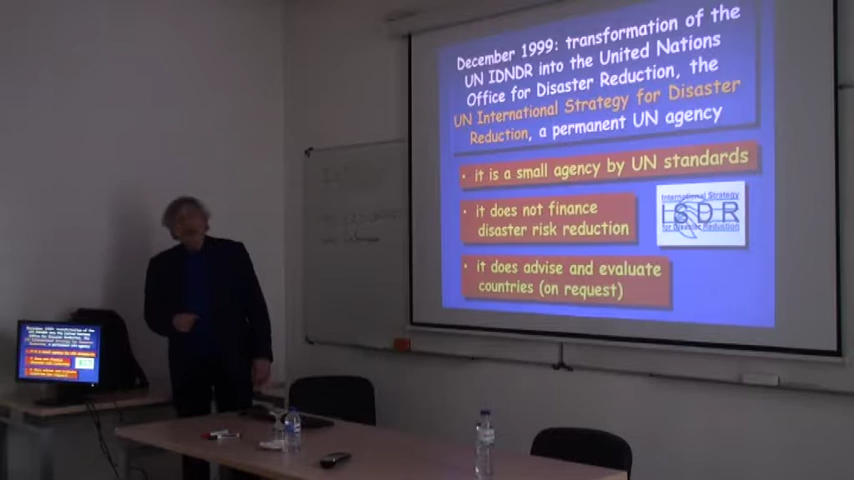 December 1999: transformation of the
UN IDNDR into the United Nations
Office for Disaster Reduction, the
UN International Strategy for Disaster
Reduction, a permanent UN agency
• it is a small agency by UN standards
• it does not finance
disaster risk reduction
International Strategy
ISDR
for Disaster Reduction
• it does advise and evaluate
countries (on request)